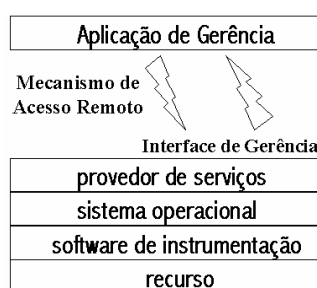 Aplicação de Gerência
Mecanismo de
Acesso Remoto
Interface de Gerência
provedor de serviços
sistema operacional
software de instrumentação
recurso